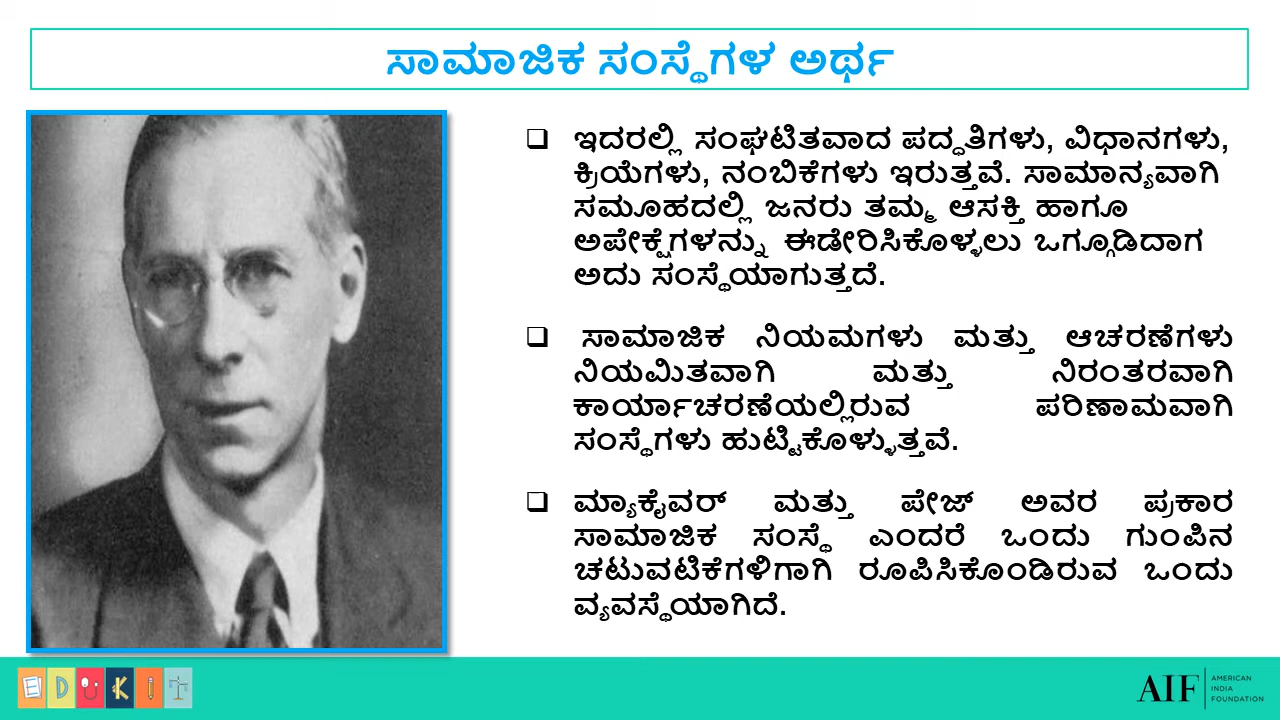 ಸಾಮಾಜಿಕ ಸಂಸ್ಥೆಗಳ ಅರ್ಥ
❑ ಇದರಲ್ಲಿ ಸಂಘಟಿತವಾದ ಪದ್ಧತಿಗಳು, ವಿಧಾನಗಳು,
ಕ್ರಿಯೆಗಳು, ನಂಬಿಕೆಗಳು ಇರುತ್ತವೆ. ಸಾಮಾನ್ಯವಾಗಿ
ಸಮೂಹದಲ್ಲಿ ಜನರು ತಮ್ಮ ಆಸಕ್ತಿ ಹಾಗೂ
ಅಪೇಕ್ಷೆಗಳನ್ನು ಈಡೇರಿಸಿಕೊಳ್ಳಲು ಒಗ್ಗೂಡಿದಾಗ
ಅದು ಸಂಸ್ಥೆಯಾಗುತ್ತದೆ.
❑ ಸಾಮಾಜಿಕ ನಿಯಮಗಳು ಮತ್ತು ಆಚರಣೆಗಳು
ನಿಯಮಿತವಾಗಿ ಮತ್ತು ನಿರಂತರವಾಗಿ
ಕಾರ್ಯಾಚರಣೆಯಲ್ಲಿರುವ ಪರಿಣಾಮವಾಗಿ
ಸಂಸ್ಥೆಗಳು ಹುಟ್ಟಿಕೊಳ್ಳುತ್ತವೆ.
❑ ಮ್ಯಾಕೈವರ್ ಮತ್ತು ಪೇಜ್ ಅವರ ಪ್ರಕಾರ
ಸಾಮಾಜಿಕ ಸಂಸ್ಥೆ ಎಂದರೆ ಒಂದು ಗುಂಪಿನ
ಚಟುವಟಿಕೆಗಳಿಗಾಗಿ ರೂಪಿಸಿಕೊಂಡಿರುವ ಒಂದು
ವ್ಯವಸ್ಥೆಯಾಗಿದೆ.
EDUKIT
AIF
AMERICAN
INDIA
FOUNDATION